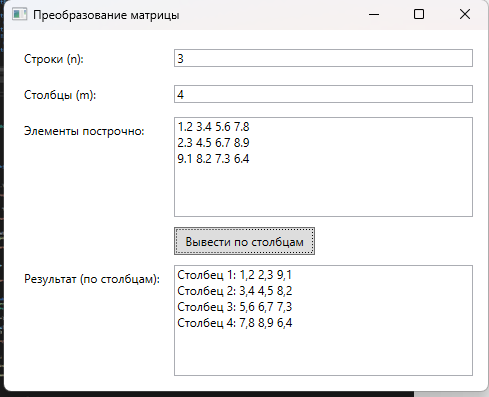 Преобразование матрицы
Строки (n): 3
Столбцы (m): 4
Элементы построчно:
1.2 3.4 5.6 7.8
2.3 4.5 6.7 8.9
9.1 8.2 7.3 6.4
Вывести по столбцам
Результат (по столбцам):
Столбец 1: 1,2 2,3 9,1
Столбец 2: 3,4 4,5 8,2
Столбец 3: 5,6 6,7 7,3
Столбец 4: 7,8 8,9 6,4